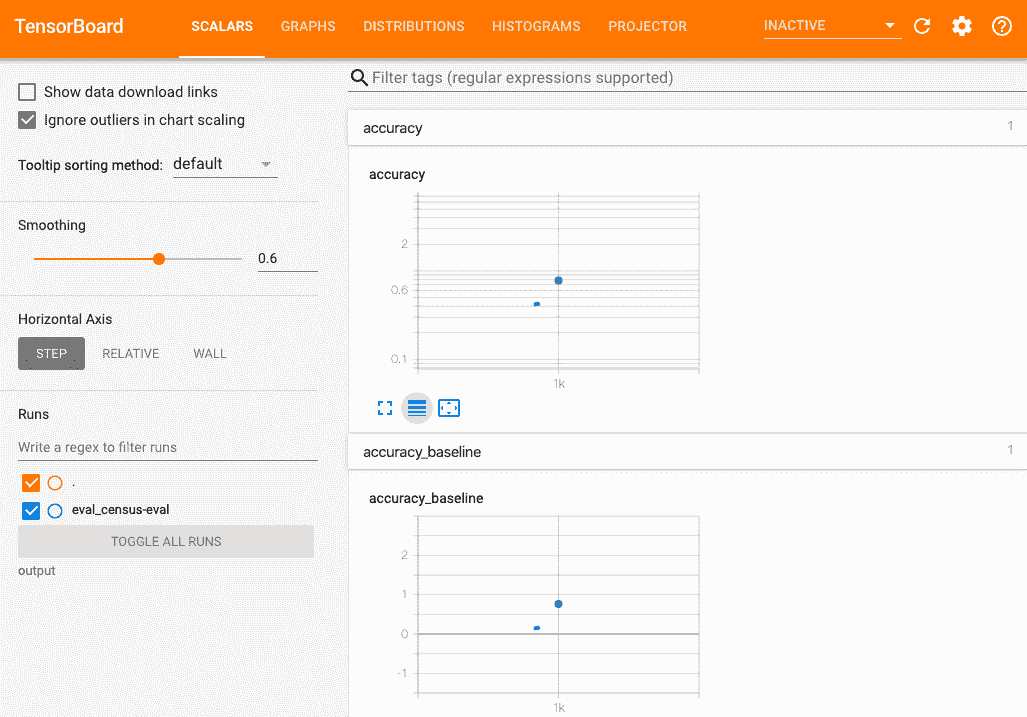 TensorBoard SCALARS GRAPHS DISTRIBUTIONS HISTOGRAMS PROJECTOR INACTIVE
Show data download links
Ignore outliers in chart scaling
Tooltip sorting method: default
Smoothing
0.6
Horizontal Axis
STEP RELATIVE WALL
Runs
Write a regex to filter runs
.
eval_census-eval
TOGGLE ALL RUNS
output
Filter tags (regular expressions supported)
accuracy 1
accuracy
2
0.6
0.1
1k
accuracy_baseline 1
accuracy_baseline
2
1
0
-1
1k